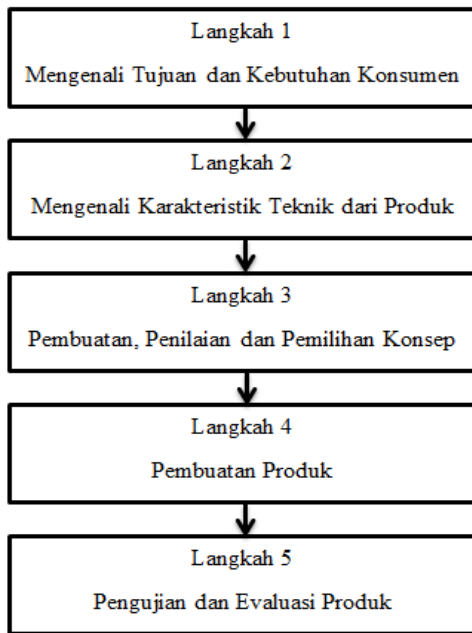 Langkah 1
Mengenali Tujuan dan Kebutuhan Konsumen
Langkah 2
Mengenali Karakteristik Teknik dari Produk
Langkah 3
Pembuatan, Penilaian dan Pemilihan Konsep
Langkah 4
Pembuatan Produk
Langkah 5
Pengujian dan Evaluasi Produk